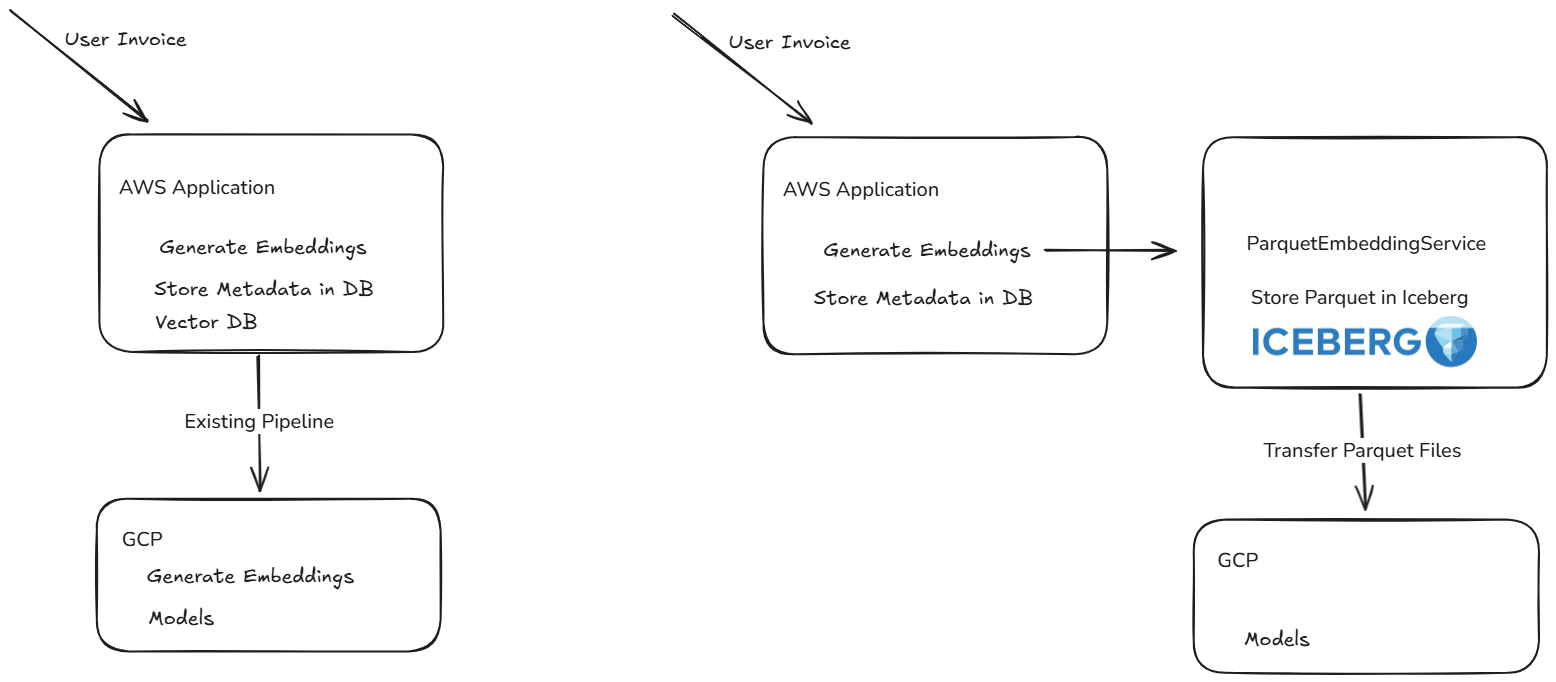 User Invoice
AWS Application
Generate Embeddings
Store Metadata in DB
Vector DB
Existing Pipeline
GCP
Generate Embeddings
Models
User Invoice
AWS Application
Generate Embeddings
Store Metadata in DB
ParquetEmbeddingService
Store Parquet in Iceberg
ICEBERG
Transfer Parquet Files
GCP
Models